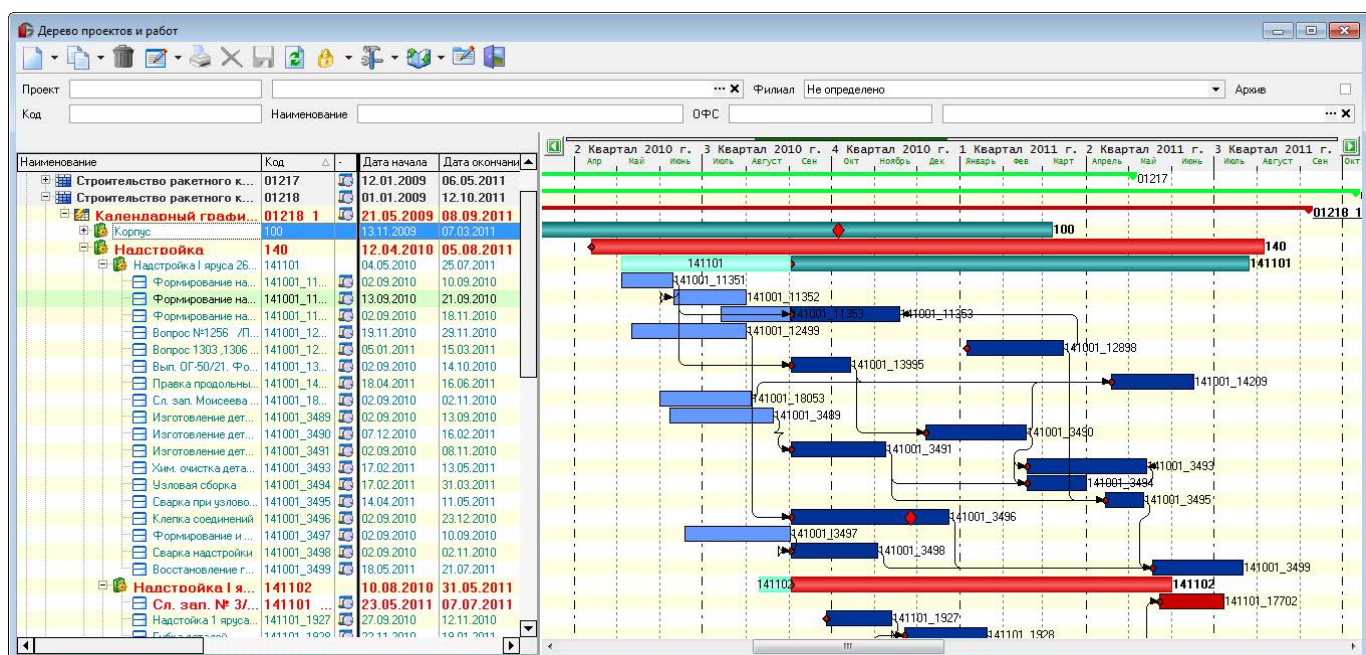 Дерево проектов и работ
Проект Филиал Не определено Архив
Код Наименование ОФС
Наименование Код - Дата начала Дата окончани
Строительство ракетного к... 01217 12.01.2009 06.05.2011
Строительство ракетного к... 01218 01.01.2009 12.10.2011
Календарный графи... 01218_1 21.05.2009 08.09.2011
Корпус 100 13.11.2009 07.03.2011
Надстройка 140 12.04.2010 05.08.2011
Надстройка I яруса 26... 141101 04.05.2010 25.07.2011
Формирование на... 141001_11... 02.09.2010 10.09.2010
Формирование на... 141001_11... 13.09.2010 21.09.2010
Формирование на... 141001_11... 02.09.2010 18.11.2010
Вопрос №1256 /П... 141001_12... 19.11.2010 29.11.2010
Вопрос 1303 ,1306 ... 141001_12... 05.01.2011 15.03.2011
Вып. ОГ-50/21. Фо... 141001_13... 02.09.2010 14.10.2010
Правка продольны... 141001_14... 18.04.2011 16.06.2011
Сл. зап. Моисеева ... 141001_18... 02.09.2010 02.11.2010
Изготовление дет... 141001_3489 02.09.2010 13.09.2010
Изготовление дет... 141001_3490 07.12.2010 16.02.2011
Изготовление дет... 141001_3491 02.09.2010 08.11.2010
Хим. очистка дета... 141001_3493 17.02.2011 13.05.2011
Узловая сборка 141001_3494 17.02.2011 31.03.2011
Сварка при узлово... 141001_3495 14.04.2011 11.05.2011
Клепка соединений 141001_3496 02.09.2010 23.12.2010
Формирование и ... 141001_3497 02.09.2010 10.09.2010
Сварка надстройки 141001_3498 02.09.2010 02.11.2010
Восстановление г... 141001_3499 18.05.2011 21.07.2011
Надстройка I я... 141102 10.08.2010 31.05.2011
Сл. зап. № 3/... 141101 ... 23.05.2011 07.07.2011
Надстойка 1 яруса... 141101_1927 27.09.2010 12.11.2010
Гибка деталей 141101_1928 22.11.2010 19.01.2011
2 Квартал 2010 г. 3 Квартал 2010 г. 4 Квартал 2010 г. 1 Квартал 2011 г. 2 Квартал 2011 г. 3 Квартал 2011 г.
Апр Май Июнь Июль Август Сен Окт Ноябрь Дек Январь Фев Март Апрель Май Июнь Июль Август Сен Окт
01217
01218_1
100
140
141101 141101
141001_11351
141001_11352
141001_11353 141001_11353
141001_12499
141001_12898
141001_13995
141001_14209
141001_18053
141001_3489
141001_3490
141001_3491
141001_3493
141001_3494
141001_3495
141001_3496
141001_3497
141001_3498
141001_3499
141102 141102
141101_17702
141101_1927
141101_1928